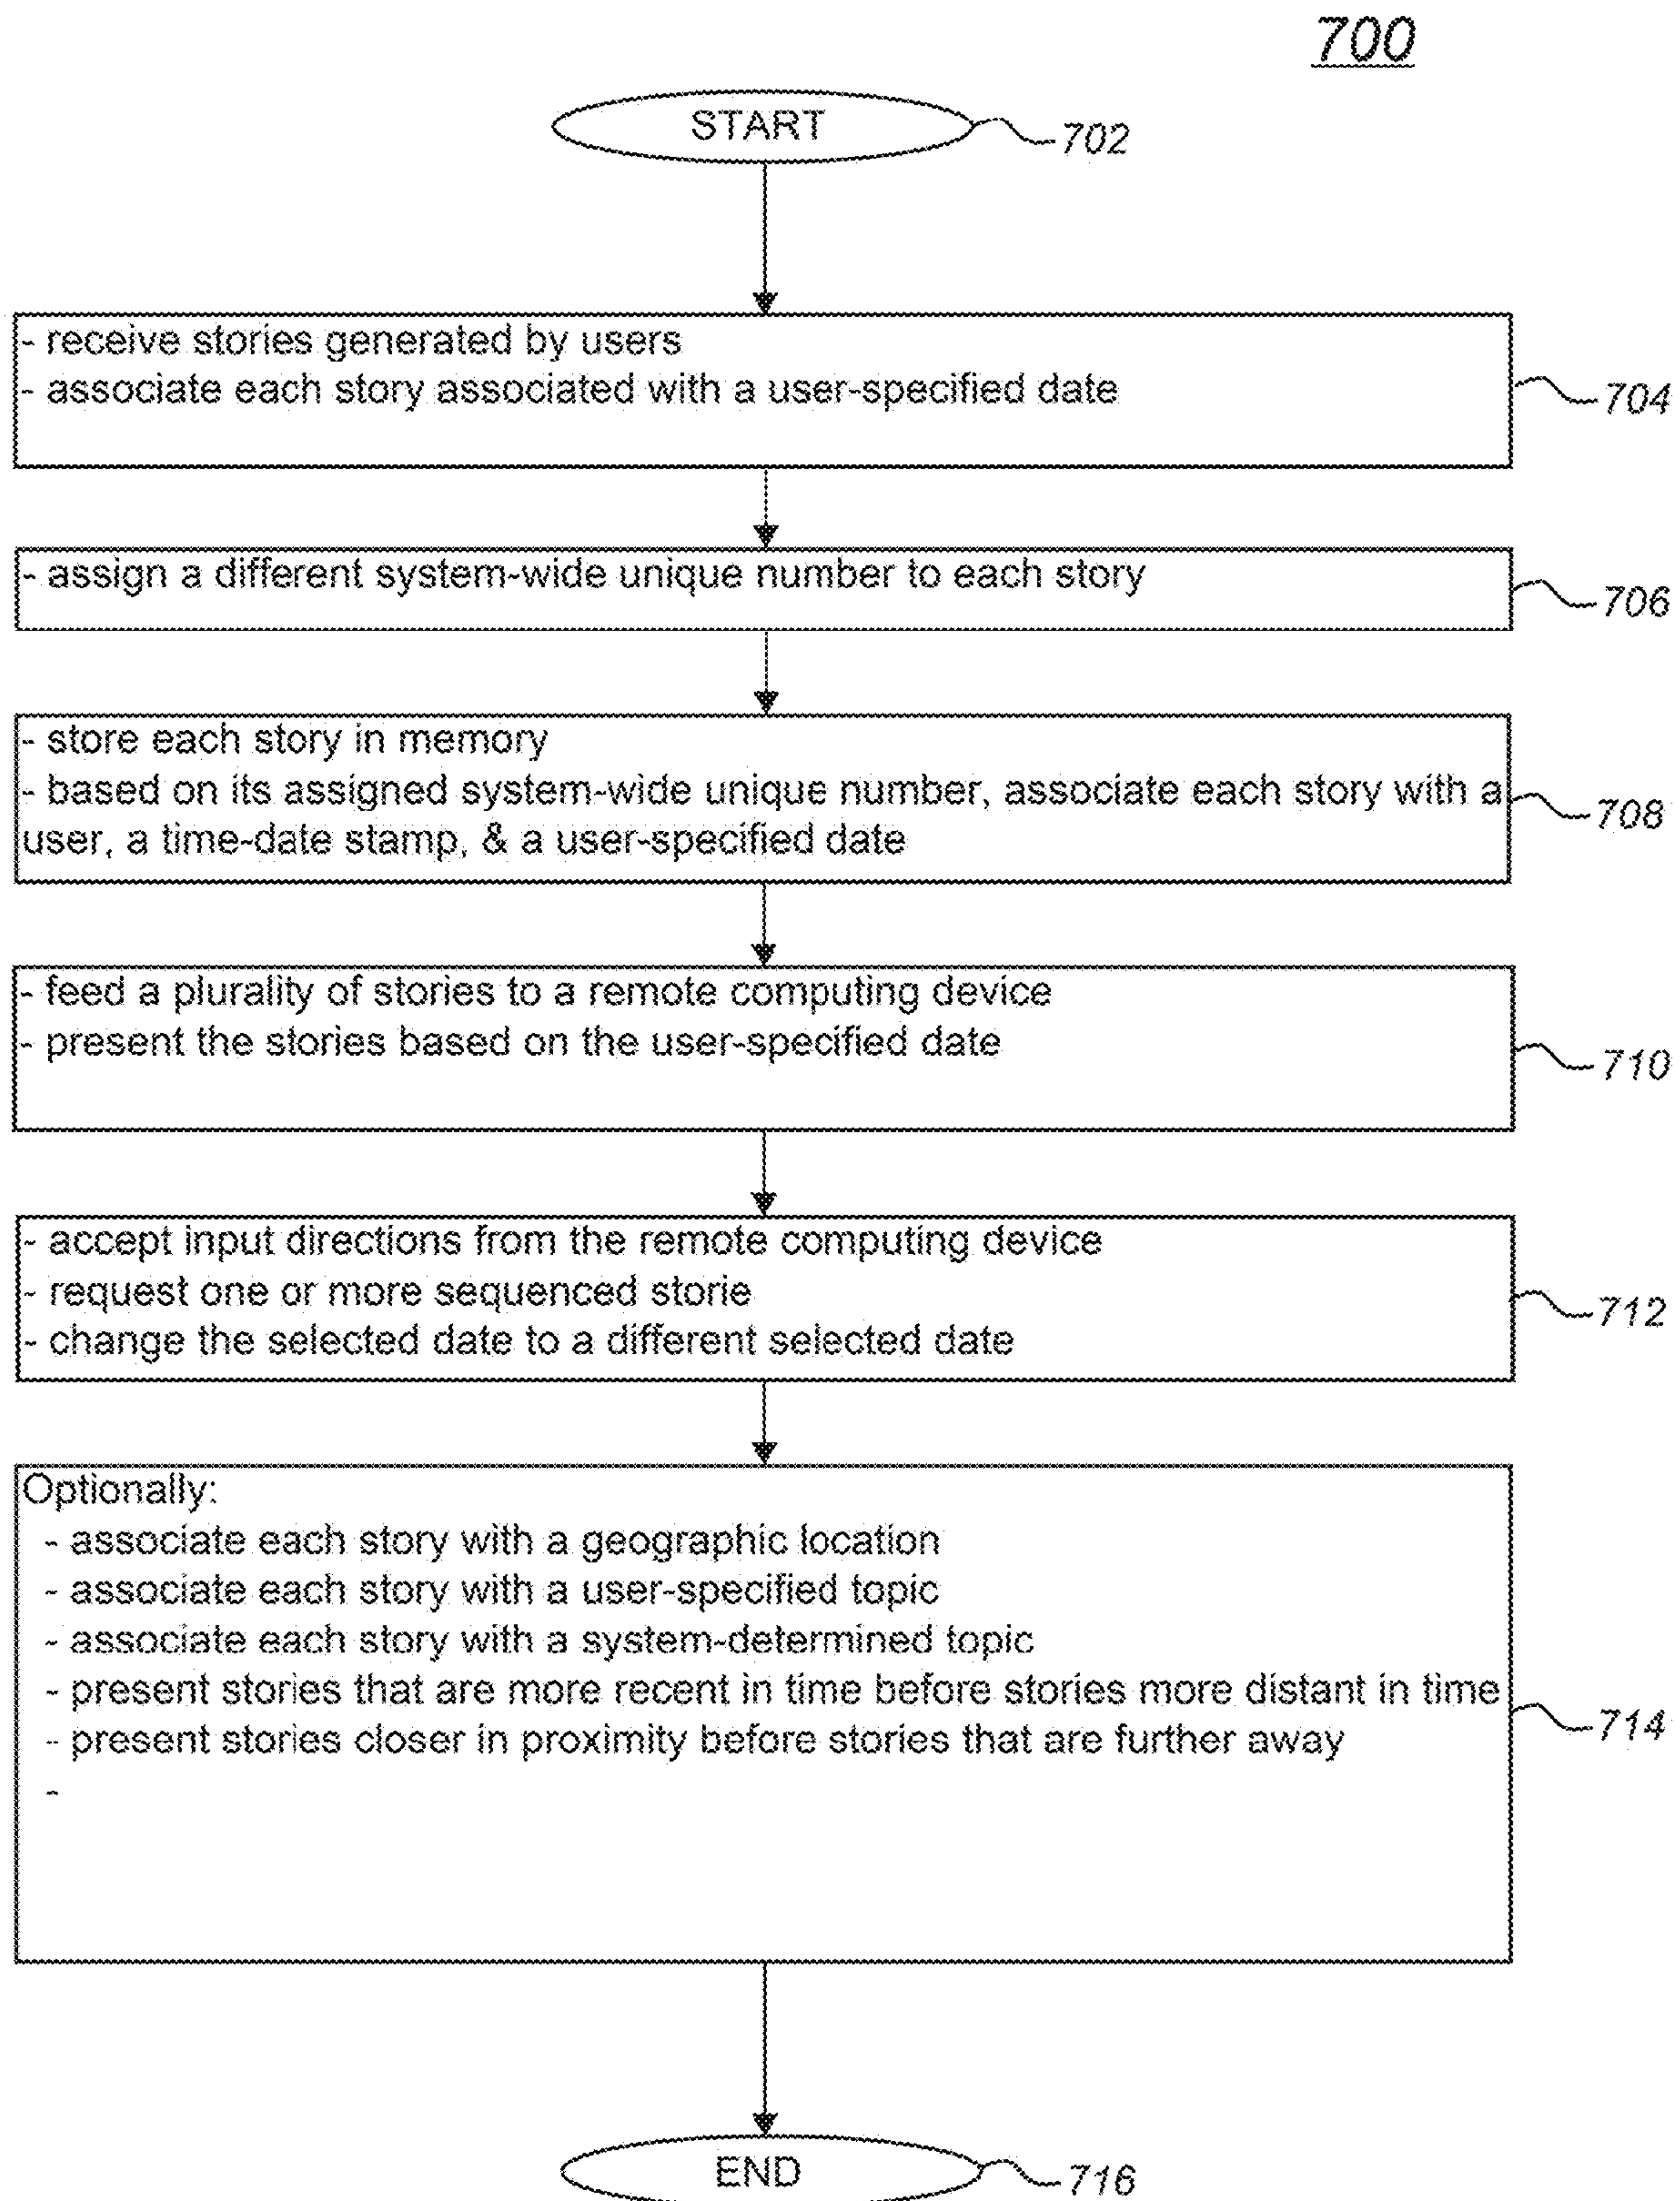 700
START
702
- receive stories generated by users
- associate each story associated with a user-specified date
704
- assign a different system-wide unique number to each story
706
- store each story in memory
- based on its assigned system-wide unique number, associate each story with a
user, a time-date stamp, & a user-specified date
708
- feed a plurality of stories to a remote computing device
- present the stories based on the user-specified date
710
- accept input directions from the remote computing device
- request one or more sequenced storie
- change the selected date to a different selected date
712
Optionally:
- associate each story with a geographic location
- associate each story with a user-specified topic
- associate each story with a system-determined topic
- present stories that are more recent in time before stories more distant in time
- present stories closer in proximity before stories that are further away
-
714
END
716